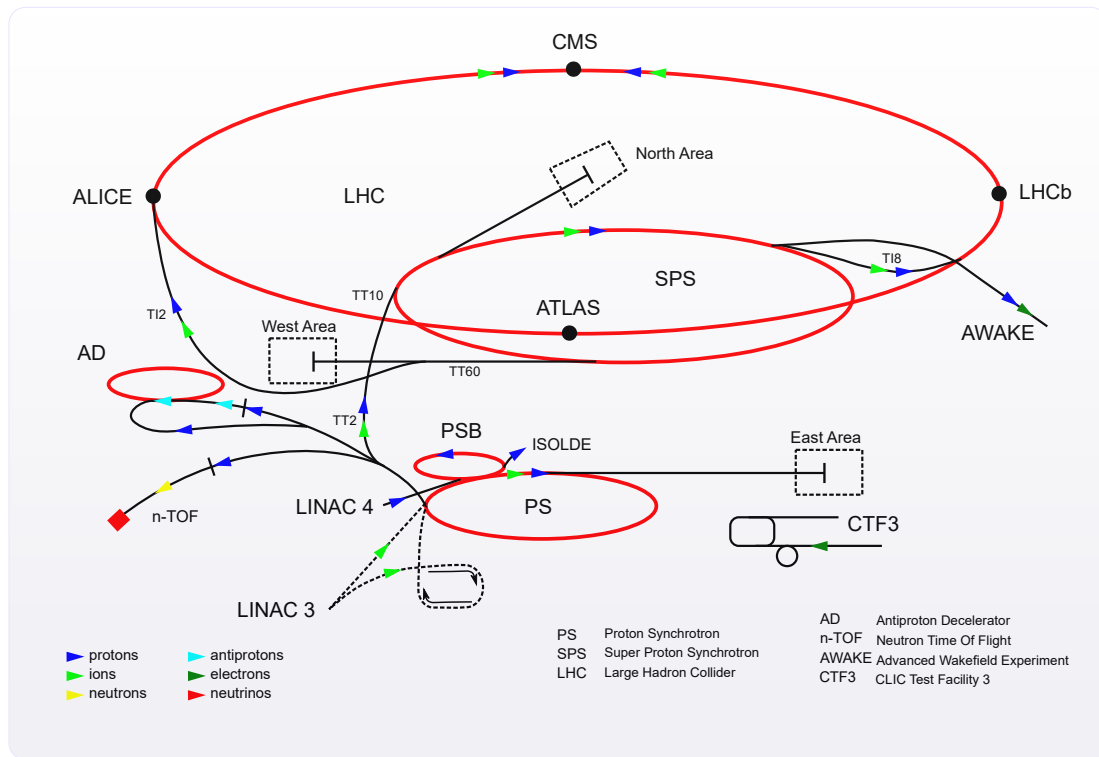 CMS
North Area
ALICE
LHC
LHCb
TI8
SPS
TT10
ATLAS
TI2
West Area
AWAKE
AD
TT60
TT2
PSB
ISOLDE
East Area
LINAC 4
PS
n-TOF
CTF3
LINAC 3
protons
ions
neutrons
antiprotons
electrons
neutrinos
PS Proton Synchrotron
SPS Super Proton Synchrotron
LHC Large Hadron Collider
AD Antiproton Decelerator
n-TOF Neutron Time Of Flight
AWAKE Advanced Wakefield Experiment
CTF3 CLIC Test Facility 3